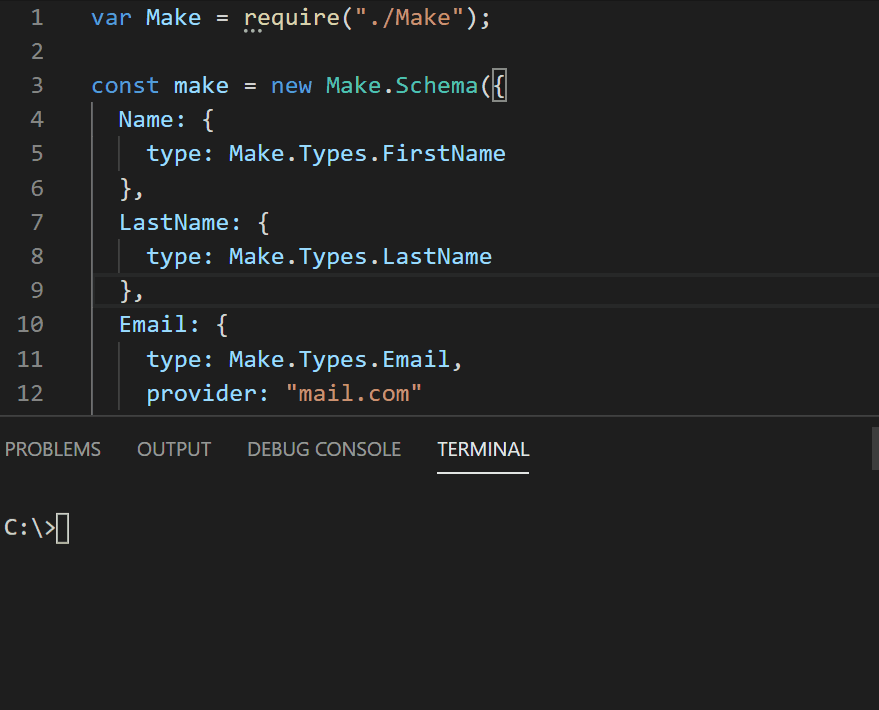 1 var Make = require("./Make");
2
3 const make = new Make.Schema({
4 Name: {
5 type: Make.Types.FirstName
6 },
7 LastName: {
8 type: Make.Types.LastName
9 },
10 Email: {
11 type: Make.Types.Email,
12 provider: "mail.com"
PROBLEMS OUTPUT DEBUG CONSOLE TERMINAL
C:\>